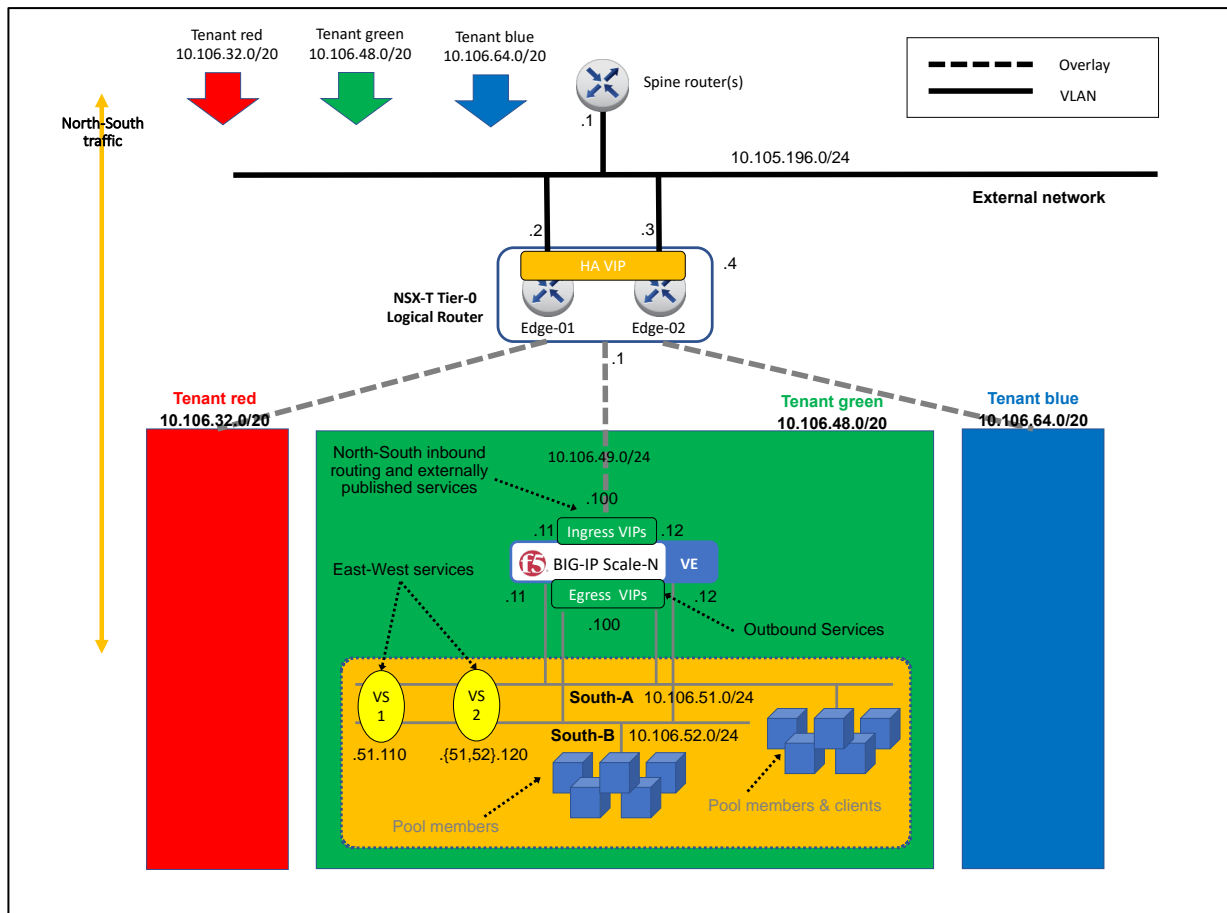 Tenant red
10.106.32.0/20
Tenant green
10.106.48.0/20
Tenant blue
10.106.64.0/20
Spine router(s)
Overlay
VLAN
North-South
traffic
.1
10.105.196.0/24
External network
.2
.3
HA VIP
.4
NSX-T Tier-0
Logical Router
Edge-01
Edge-02
.1
Tenant red
10.106.32.0/20
Tenant green
10.106.48.0/20
Tenant blue
10.106.64.0/20
North-South inbound
routing and externally
published services
10.106.49.0/24
.100
.11
Ingress VIPs
.12
f5
BIG-IP Scale-N
VE
East-West services
.11
Egress VIPs
.12
.100
Outbound Services
VS
1
VS
2
South-A 10.106.51.0/24
South-B 10.106.52.0/24
.51.110
.{51,52}.120
Pool members
Pool members & clients